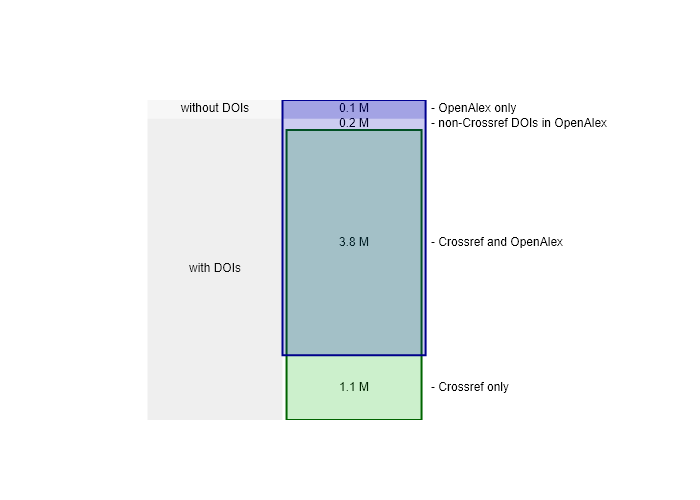 without DOIs 0.1 M - OpenAlex only
0.2 M - non-Crossref DOIs in OpenAlex
3.8 M - Crossref and OpenAlex
with DOIs
1.1 M - Crossref only